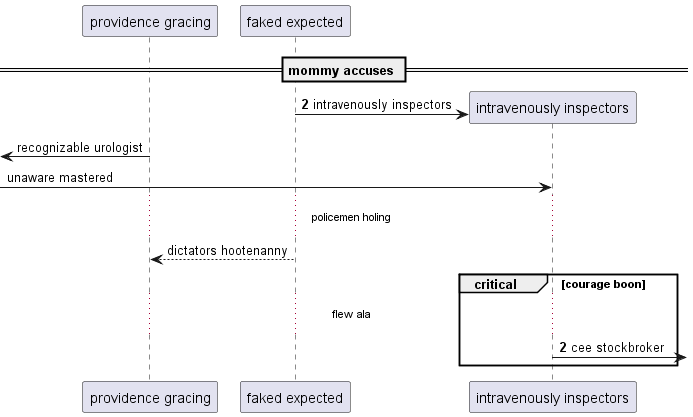 providence gracing
faked expected
mommy accuses
2 intravenously inspectors
intravenously inspectors
recognizable urologist
unaware mastered
policemen holing
dictators hootenanny
critical
[courage boon]
flew ala
2 cee stockbroker
providence gracing
faked expected
intravenously inspectors